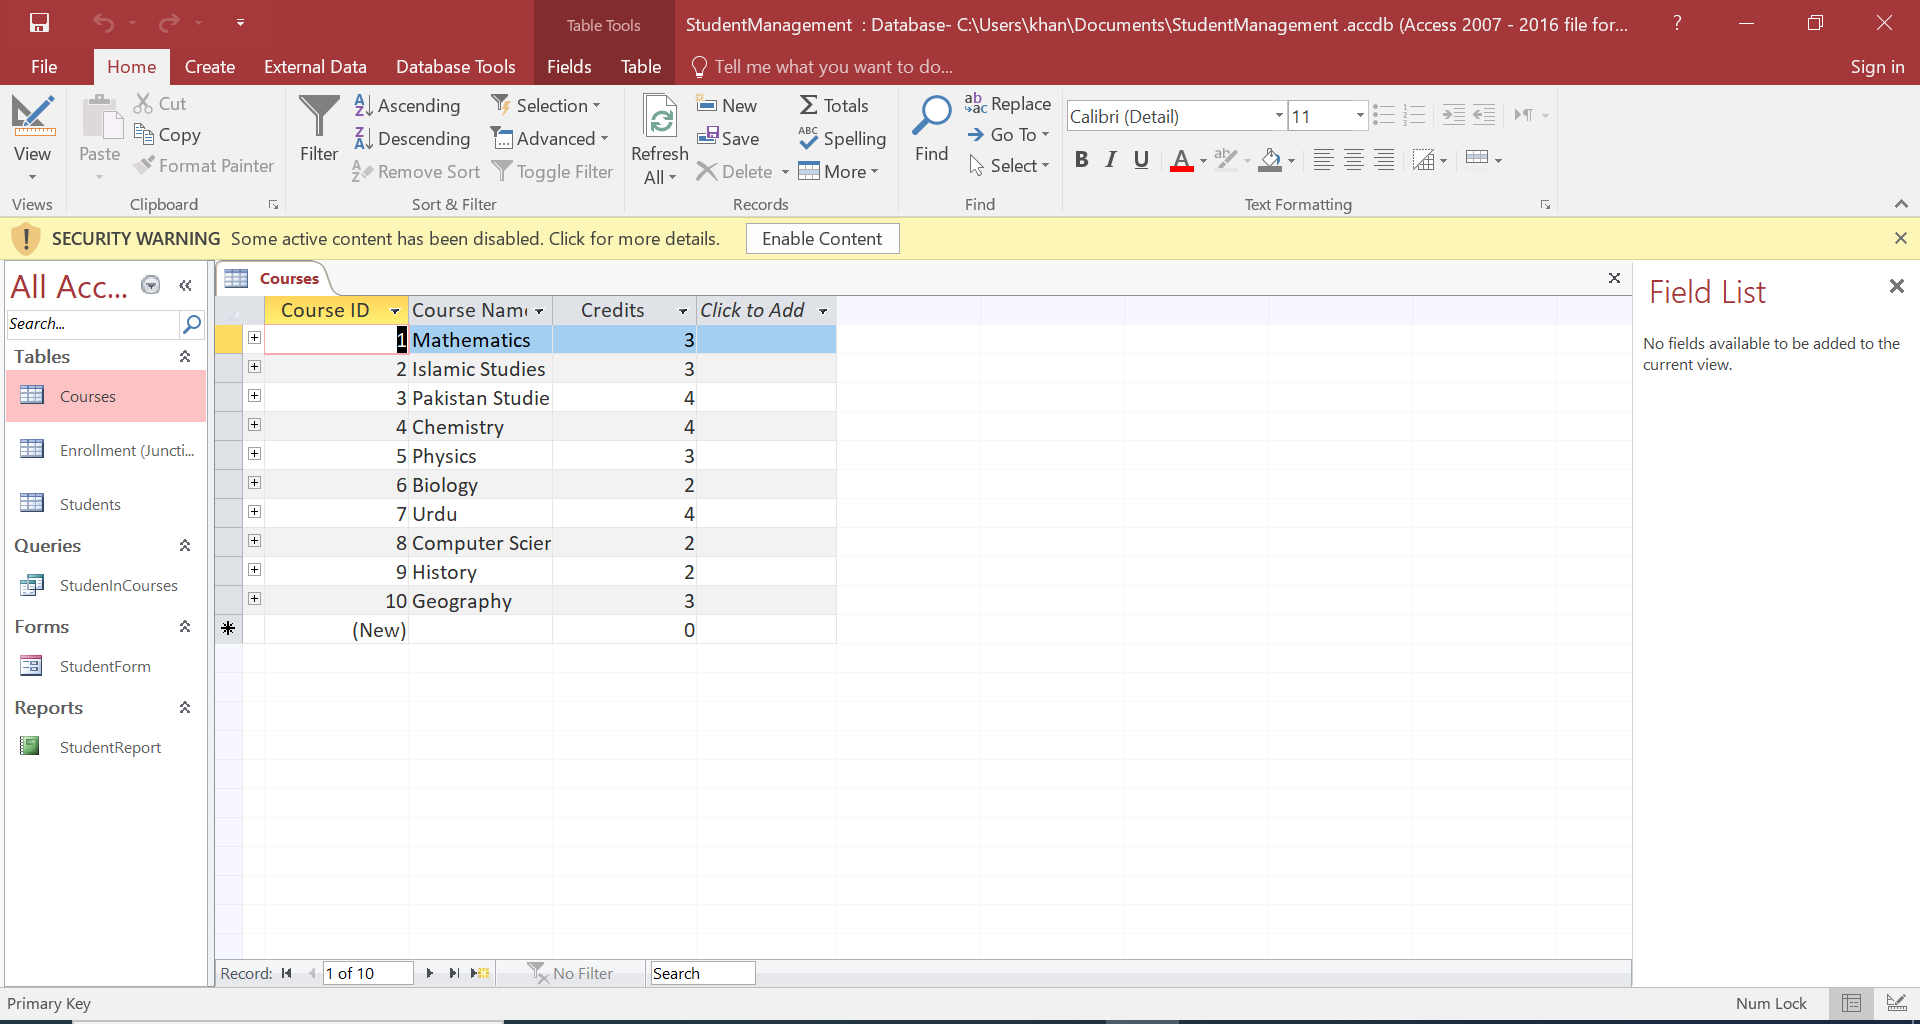 Table Tools
StudentManagement : Database- C:\Users\khan\Documents\StudentManagement .accdb (Access 2007 - 2016 file for...
?
File Home Create External Data Database Tools Fields Table Tell me what you want to do... Sign in
View
Views
Paste
Cut
Copy
Format Painter
Clipboard
Filter
Ascending
Descending
Remove Sort
Selection
Advanced
Toggle Filter
Sort & Filter
Refresh
All
New
Save
Delete
Totals
Spelling
More
Records
Find
Replace
Go To
Select
Find
Calibri (Detail) 11
B I U A
Text Formatting
SECURITY WARNING Some active content has been disabled. Click for more details. Enable Content
All Acc...
Search...
Tables
Courses
Enrollment (Juncti...
Students
Queries
StudenInCourses
Forms
StudentForm
Reports
StudentReport
Courses
Course ID Course Nam Credits Click to Add
1 Mathematics 3
2 Islamic Studies 3
3 Pakistan Studie 4
4 Chemistry 4
5 Physics 3
6 Biology 2
7 Urdu 4
8 Computer Scier 2
9 History 2
10 Geography 3
(New) 0
Field List
No fields available to be added to the
current view.
Record: 1 of 10 No Filter Search
Primary Key Num Lock